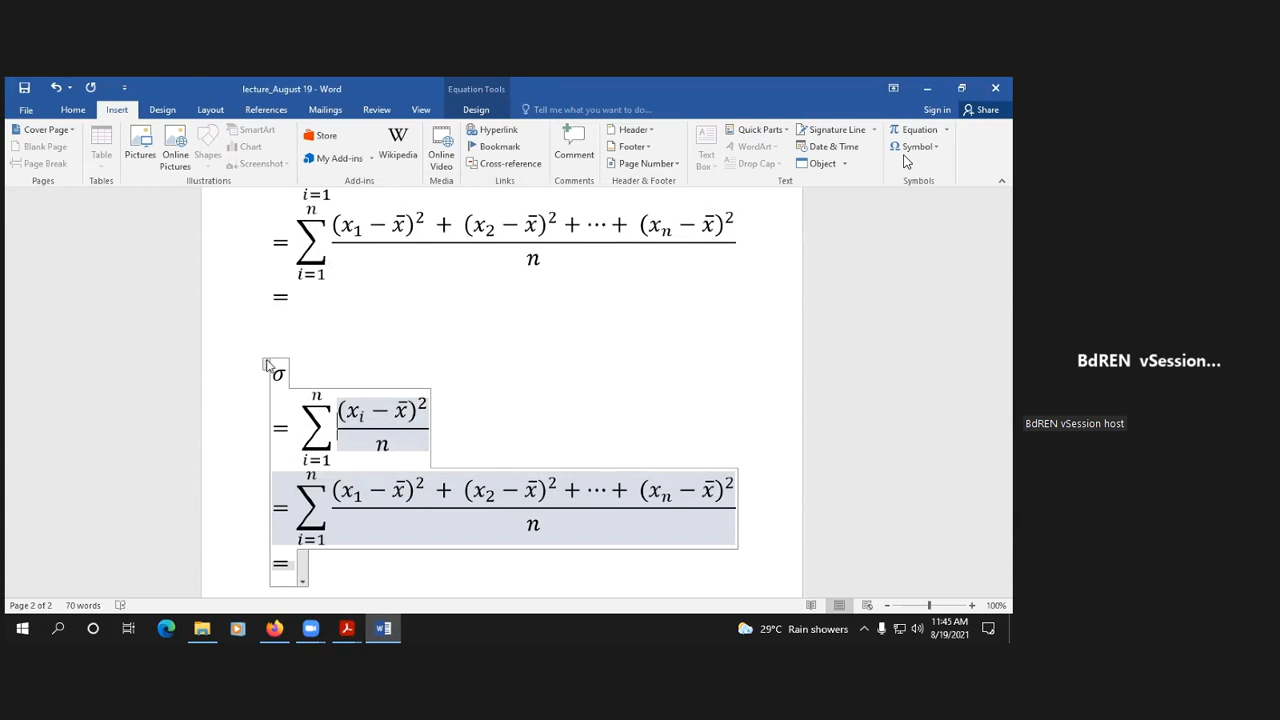 lecture_August 19 - Word
Equation Tools
File Home Insert Design Layout References Mailings Review View Design Tell me what you want to do... Sign in Share
Cover Page
Blank Page
Page Break
Pages
Table
Tables
Pictures
Online Pictures
Shapes
SmartArt
Chart
Screenshot
Illustrations
Store
My Add-ins
W
Wikipedia
Add-ins
Online Video
Media
Hyperlink
Bookmark
Cross-reference
Links
Comment
Comments
Header
Footer
Page Number
Header & Footer
A
Text Box
Quick Parts
WordArt
Drop Cap
Signature Line
Date & Time
Object
Text
π Equation
Ω Symbol
Symbols
i=1
= ∑_{i=1}^{n} ((x₁ − x̄)² + (x₂ − x̄)² + ⋯ + (xₙ − x̄)²)/n
=
σ
= ∑_{i=1}^{n} (xᵢ − x̄)²/n
= ∑_{i=1}^{n} ((x₁ − x̄)² + (x₂ − x̄)² + ⋯ + (xₙ − x̄)²)/n
=
BdREN vSession...
BdREN vSession host
Page 2 of 2 70 words 100%
29°C Rain showers
11:45 AM
8/19/2021